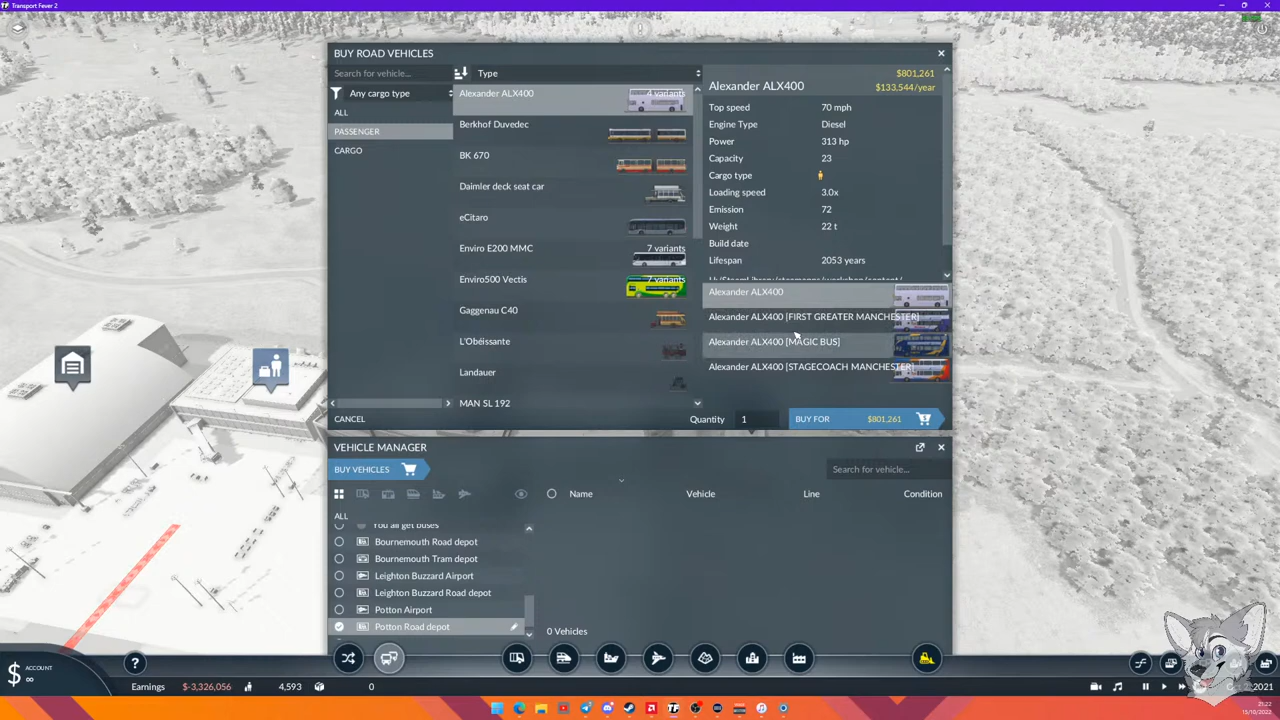 Transport Fever 2
BUY ROAD VEHICLES
Search for vehicle...
Type
Any cargo type
ALL
PASSENGER
CARGO
Alexander ALX400
4 variants
Berkhof Duvedec
BK 670
Daimler deck seat car
eCitaro
Enviro E200 MMC
7 variants
Enviro500 Vectis
7 variants
Gaggenau C40
L'Obéissante
Landauer
MAN SL 192
$801,261
Alexander ALX400
$133,544/year
Top speed 70 mph
Engine Type Diesel
Power 313 hp
Capacity 23
Cargo type
Loading speed 3.0x
Emission 72
Weight 22 t
Build date
Lifespan 2053 years
Alexander ALX400
Alexander ALX400 [FIRST GREATER MANCHESTER]
Alexander ALX400 [MAGIC BUS]
Alexander ALX400 [STAGECOACH MANCHESTER]
CANCEL
Quantity 1
BUY FOR $801,261
VEHICLE MANAGER
BUY VEHICLES
Search for vehicle...
Name Vehicle Line Condition
ALL
You all get buses
Bournemouth Road depot
Bournemouth Tram depot
Leighton Buzzard Airport
Leighton Buzzard Road depot
Potton Airport
Potton Road depot
0 Vehicles
$ ACCOUNT
∞
Earnings $-3,326,056 4,593 0
2021
21:22
15/10/2022